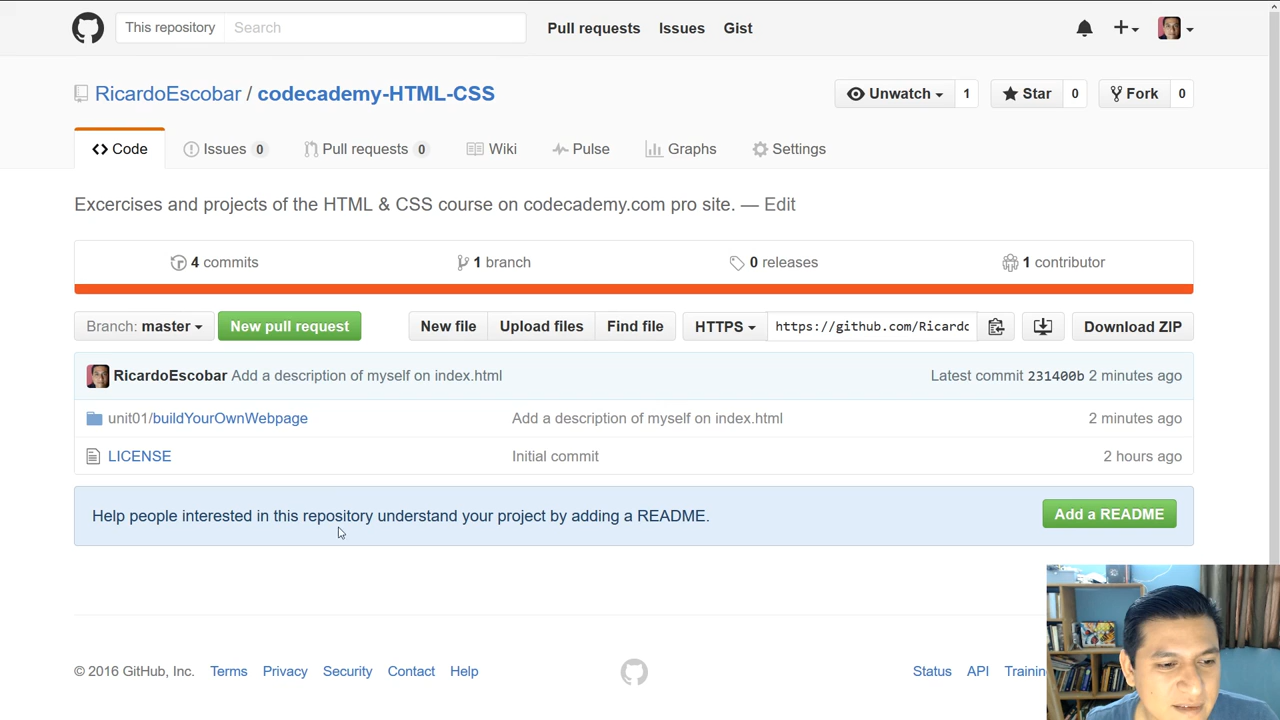 This repository Search Pull requests Issues Gist
RicardoEscobar / codecademy-HTML-CSS Unwatch 1 Star 0 Fork 0
Code Issues 0 Pull requests 0 Wiki Pulse Graphs Settings
Excercises and projects of the HTML & CSS course on codecademy.com pro site. — Edit
4 commits 1 branch 0 releases 1 contributor
Branch: master New pull request New file Upload files Find file HTTPS https://github.com/Ricardo Download ZIP
RicardoEscobar Add a description of myself on index.html Latest commit 231400b 2 minutes ago
unit01/buildYourOwnWebpage Add a description of myself on index.html 2 minutes ago
LICENSE Initial commit 2 hours ago
Help people interested in this repository understand your project by adding a README. Add a README
© 2016 GitHub, Inc. Terms Privacy Security Contact Help Status API